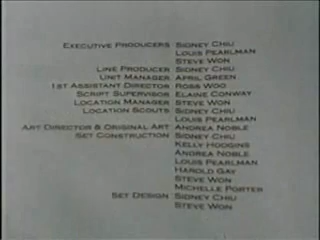 Executive Producers Sidney Chiu
Louis Pearlman
Steve Won
Line Producer Sidney Chiu
Unit Manager April Green
1st Assistant Director Ross Woo
Script Supervisor Elaine Conway
Location Manager Steve Won
Location Scouts Sidney Chiu
Louis Pearlman
Art Director & Original Art Andrea Noble
Set Construction Sidney Chiu
Kelly Hodgins
Andrea Noble
Louis Pearlman
Harold Gay
Steve Won
Michelle Porter
Set Design Sidney Chiu
Steve Won